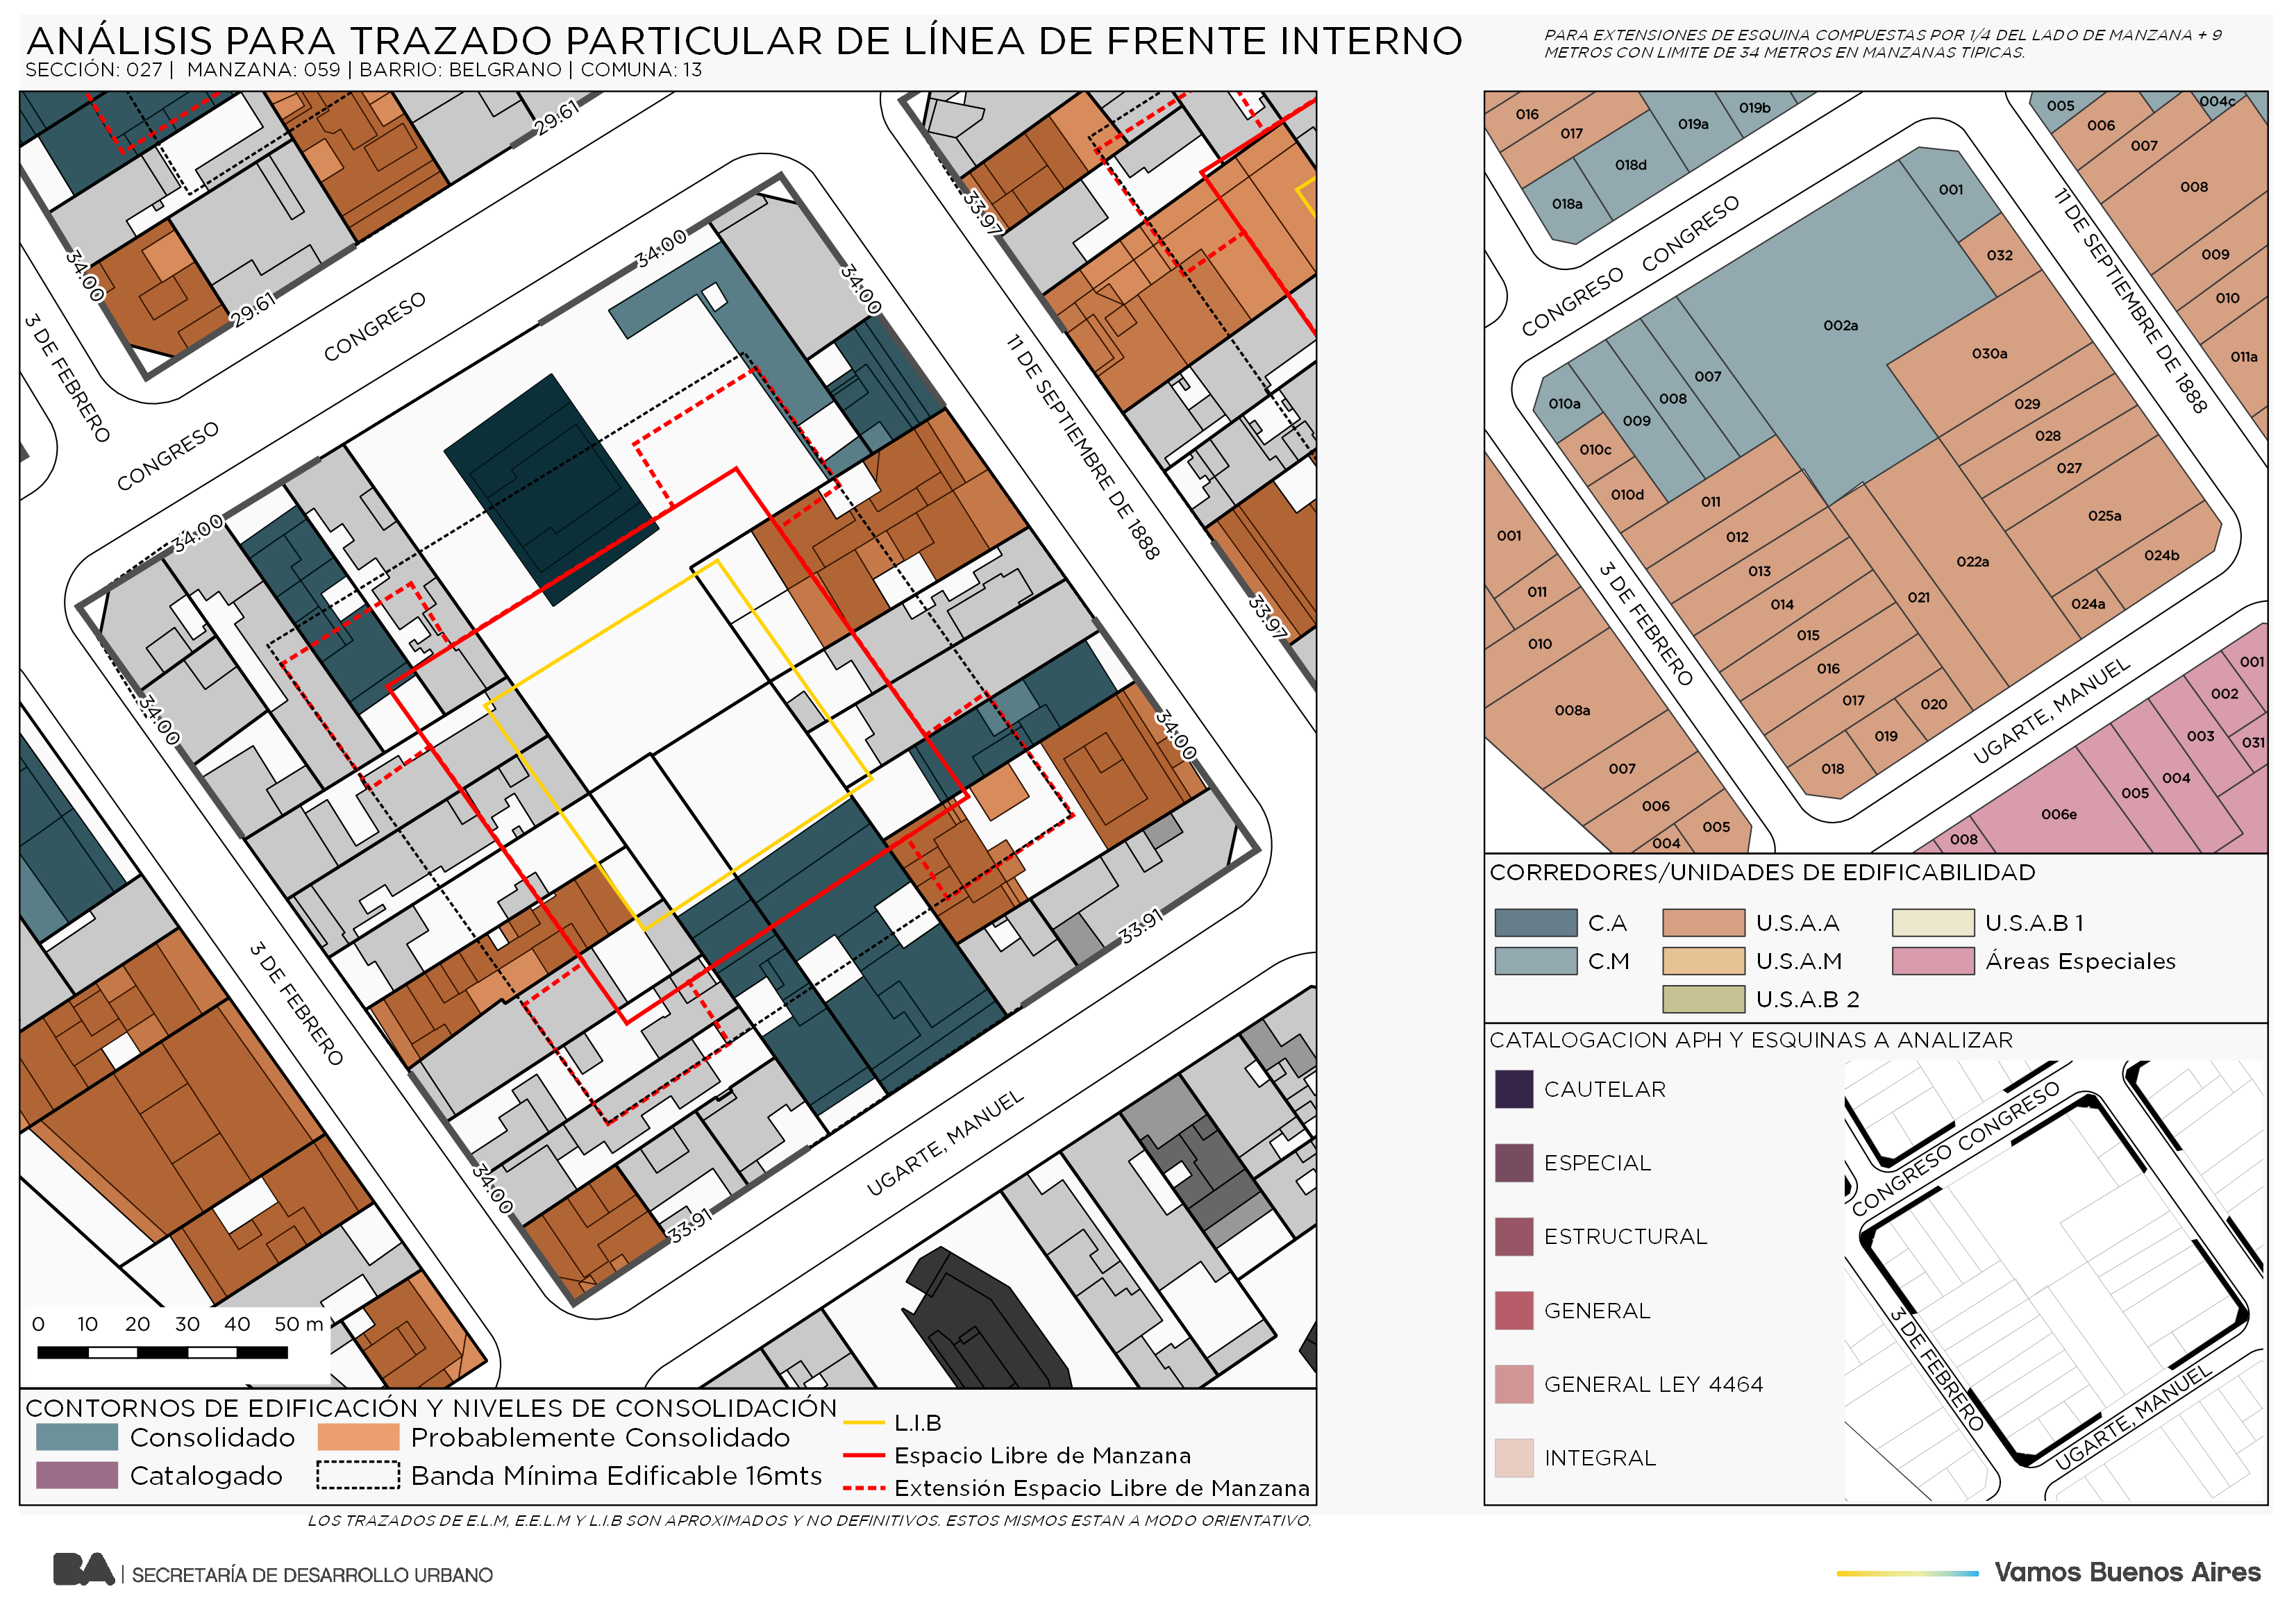 ANÁLISIS PARA TRAZADO PARTICULAR DE LÍNEA DE FRENTE INTERNO
SECCIÓN: 027 | MANZANA: 059 | BARRIO: BELGRANO | COMUNA: 13
PARA EXTENSIONES DE ESQUINA COMPUESTAS POR 1/4 DEL LADO DE MANZANA + 9
METROS CON LIMITE DE 34 METROS EN MANZANAS TIPICAS.
29.61
34.00
29.61
3 DE FEBRERO
CONGRESO
CONGRESO
34.00
34.00
33.97
11 DE SEPTIEMBRE DE 1888
33.97
34.00
34.00
34.00
33.91
3 DE FEBRERO
34.00
33.91
UGARTE, MANUEL
0 10 20 30 40 50 m
CONTORNOS DE EDIFICACIÓN Y NIVELES DE CONSOLIDACIÓN
Consolidado
Probablemente Consolidado
Catalogado
Banda Mínima Edificable 16mts
L.I.B
Espacio Libre de Manzana
Extensión Espacio Libre de Manzana
LOS TRAZADOS DE E.L.M, E.E.L.M Y L.I.B SON APROXIMADOS Y NO DEFINITIVOS. ESTOS MISMOS ESTAN A MODO ORIENTATIVO.
016
017
018a
018d
019a
019b
005
004c
006
007
008
009
010
011a
CONGRESO
CONGRESO
11 DE SEPTIEMBRE DE 1888
001
032
002a
030a
029
028
027
025a
024b
024a
022a
021
007
008
009
010a
010c
010d
011
012
013
014
015
016
017
020
019
018
3 DE FEBRERO
001
011
010
008a
007
006
005
004
UGARTE, MANUEL
001
002
003
031
004
005
006e
008
CORREDORES/UNIDADES DE EDIFICABILIDAD
C.A
U.S.A.A
U.S.A.B 1
C.M
U.S.A.M
Áreas Especiales
U.S.A.B 2
CATALOGACION APH Y ESQUINAS A ANALIZAR
CAUTELAR
ESPECIAL
ESTRUCTURAL
GENERAL
GENERAL LEY 4464
INTEGRAL
CONGRESO
CONGRESO
3 DE FEBRERO
UGARTE, MANUEL
BA | SECRETARÍA DE DESARROLLO URBANO
Vamos Buenos Aires